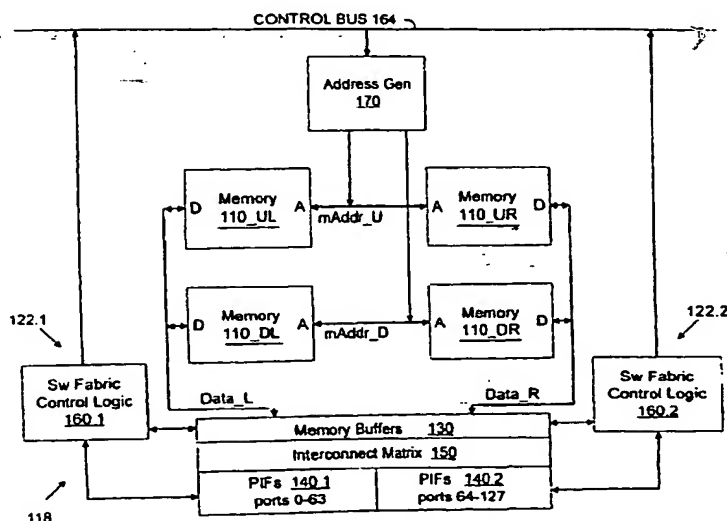 CONTROL BUS 164
Address Gen
170
Memory
110_UL
D
A
mAddr_U
Memory
110_UR
A
D
Memory
110_DL
D
A
mAddr_D
Memory
110_DR
A
D
122.1
122.2
Sw Fabric
Control Logic
160.1
Data_L
Data_R
Sw Fabric
Control Logic
160.2
Memory Buffers 130
Interconnect Matrix 150
PIFs 140.1
ports 0-63
PIFs 140.2
ports 64-127
118